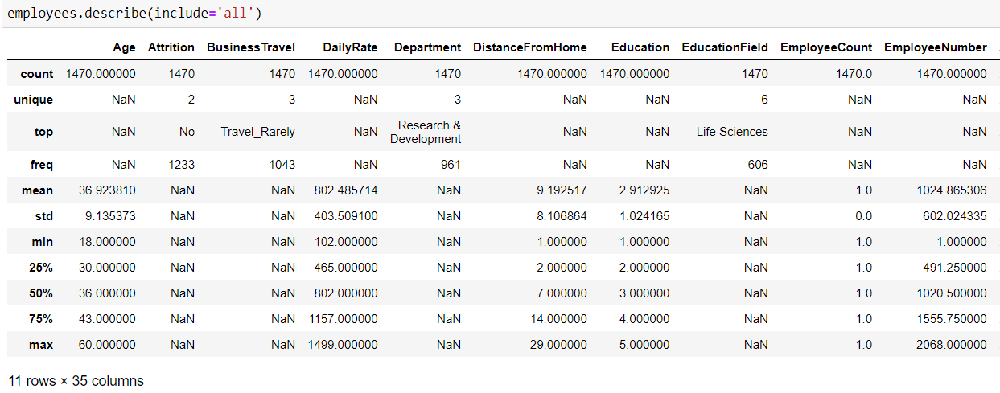 employees.describe(include='all')
Age Attrition BusinessTravel DailyRate Department DistanceFromHome Education EducationField EmployeeCount EmployeeNumber
count 1470.000000 1470 1470 1470.000000 1470 1470.000000 1470.000000 1470 1470.0 1470.000000
unique NaN 2 3 NaN 3 NaN NaN 6 NaN NaN
top NaN No Travel_Rarely NaN Research & Development NaN NaN Life Sciences NaN NaN
freq NaN 1233 1043 NaN 961 NaN NaN 606 NaN NaN
mean 36.923810 NaN NaN 802.485714 NaN 9.192517 2.912925 NaN 1.0 1024.865306
std 9.135373 NaN NaN 403.509100 NaN 8.106864 1.024165 NaN 0.0 602.024335
min 18.000000 NaN NaN 102.000000 NaN 1.000000 1.000000 NaN 1.0 1.000000
25% 30.000000 NaN NaN 465.000000 NaN 2.000000 2.000000 NaN 1.0 491.250000
50% 36.000000 NaN NaN 802.000000 NaN 7.000000 3.000000 NaN 1.0 1020.500000
75% 43.000000 NaN NaN 1157.000000 NaN 14.000000 4.000000 NaN 1.0 1555.750000
max 60.000000 NaN NaN 1499.000000 NaN 29.000000 5.000000 NaN 1.0 2068.000000
11 rows × 35 columns